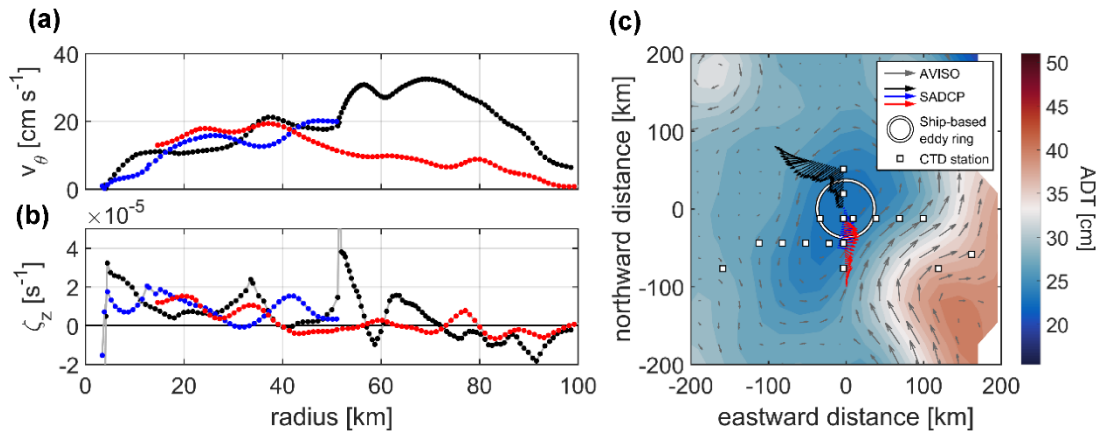 (a)
40
20
0
v_θ [cm s⁻¹]
(b)
×10⁻⁵
4
2
0
-2
ζ_z [s⁻¹]
0
20
40
60
80
100
radius [km]
(c)
200
100
0
-100
-200
northward distance [km]
-200
-100
0
100
200
eastward distance [km]
AVISO
SADCP
Ship-based
eddy ring
CTD station
50
45
40
35
30
25
20
ADT [cm]